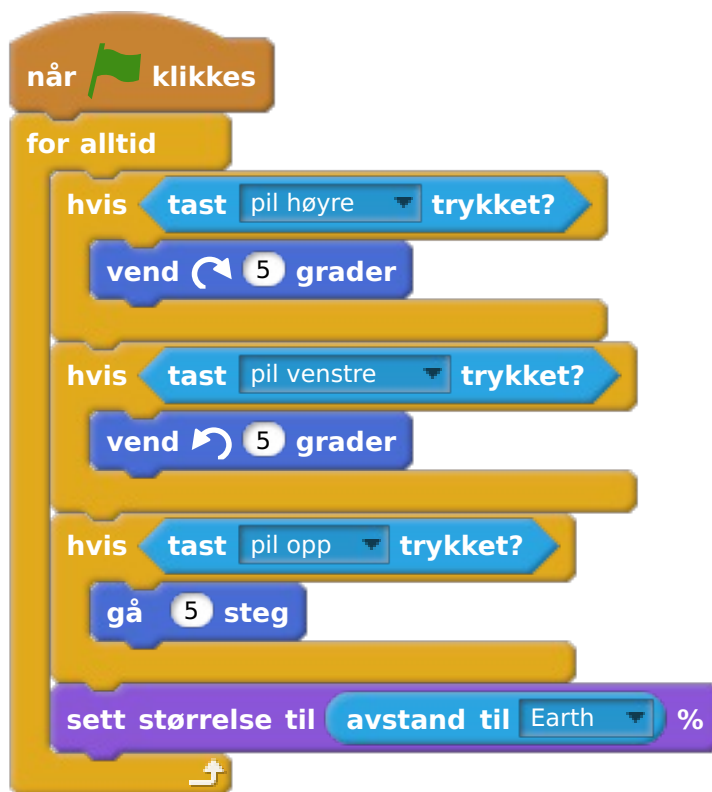 når klikkes
for alltid
hvis tast pil høyre trykket?
vend 5 grader
hvis tast pil venstre trykket?
vend 5 grader
hvis tast pil opp trykket?
gå 5 steg
sett størrelse til avstand til Earth %